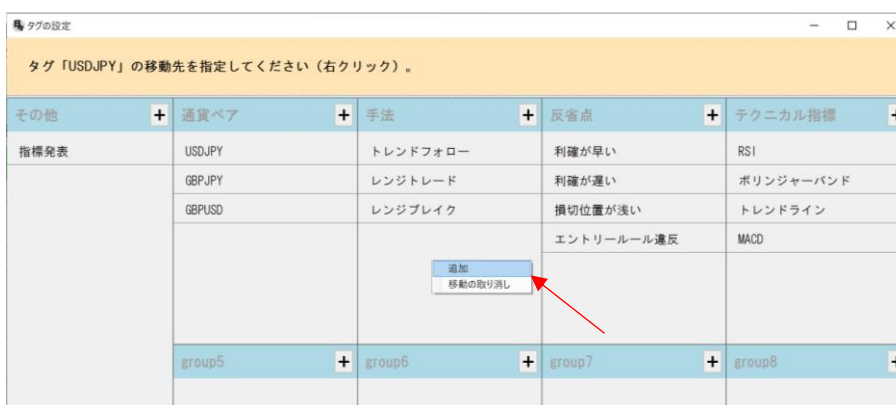 タグの設定
タグ「USDJPY」の移動先を指定してください（右クリック）。
その他 + 通貨ペア + 手法 + 反省点 + テクニカル指標 +
指標発表 USDJPY トレンドフォロー 利確が早い RSI
GBPJPY レンジトレード 利確が遅い ボリンジャーバンド
GBPUSD レンジブレイク 損切位置が浅い トレンドライン
エントリールール違反 MACD
追加
移動の取り消し
group5 + group6 + group7 + group8 +